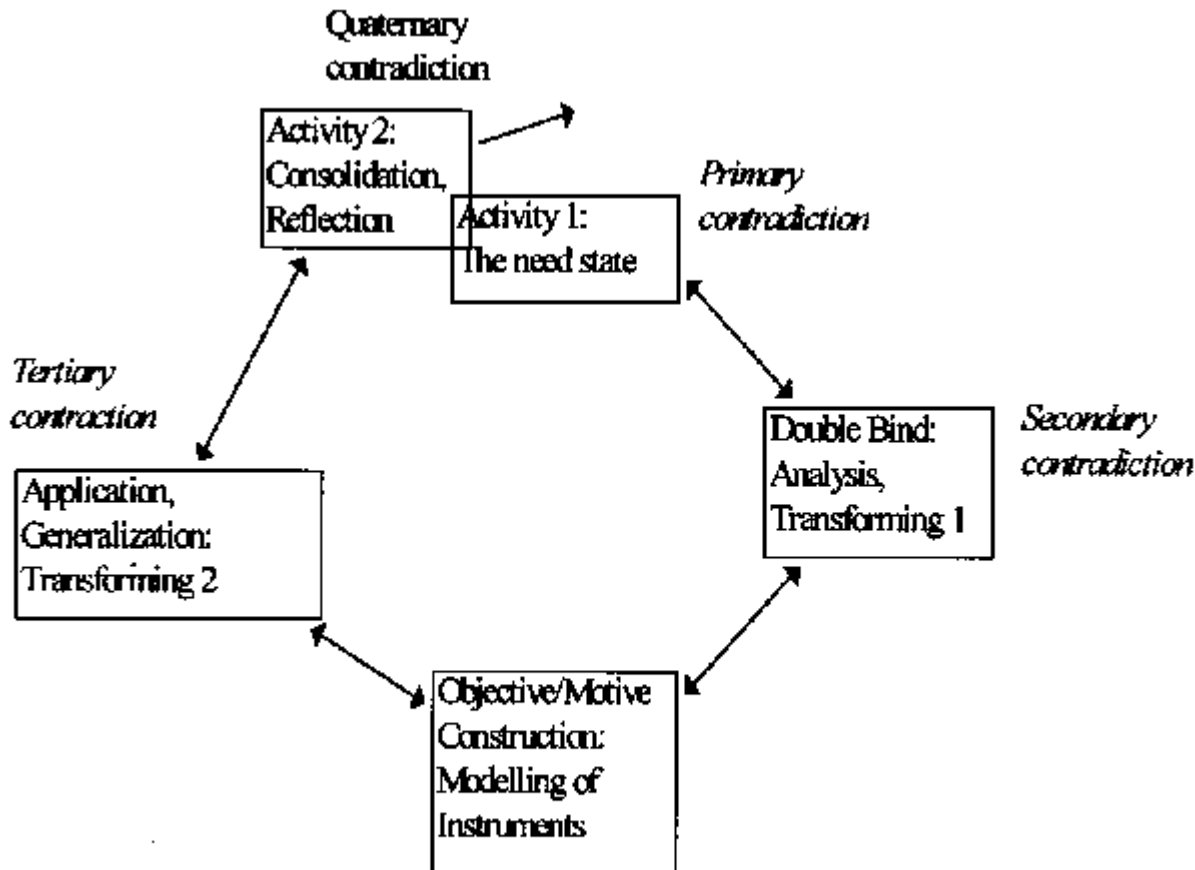 Quaternary
contradiction
Activity 2:
Consolidation,
Reflection
Activity 1:
The need state
Primary
contradiction
Tertiary
contraction
Double Bind:
Analysis,
Transforming 1
Secondary
contradiction
Application,
Generalization:
Transforming 2
Objective/Motive
Construction:
Modelling of
Instruments